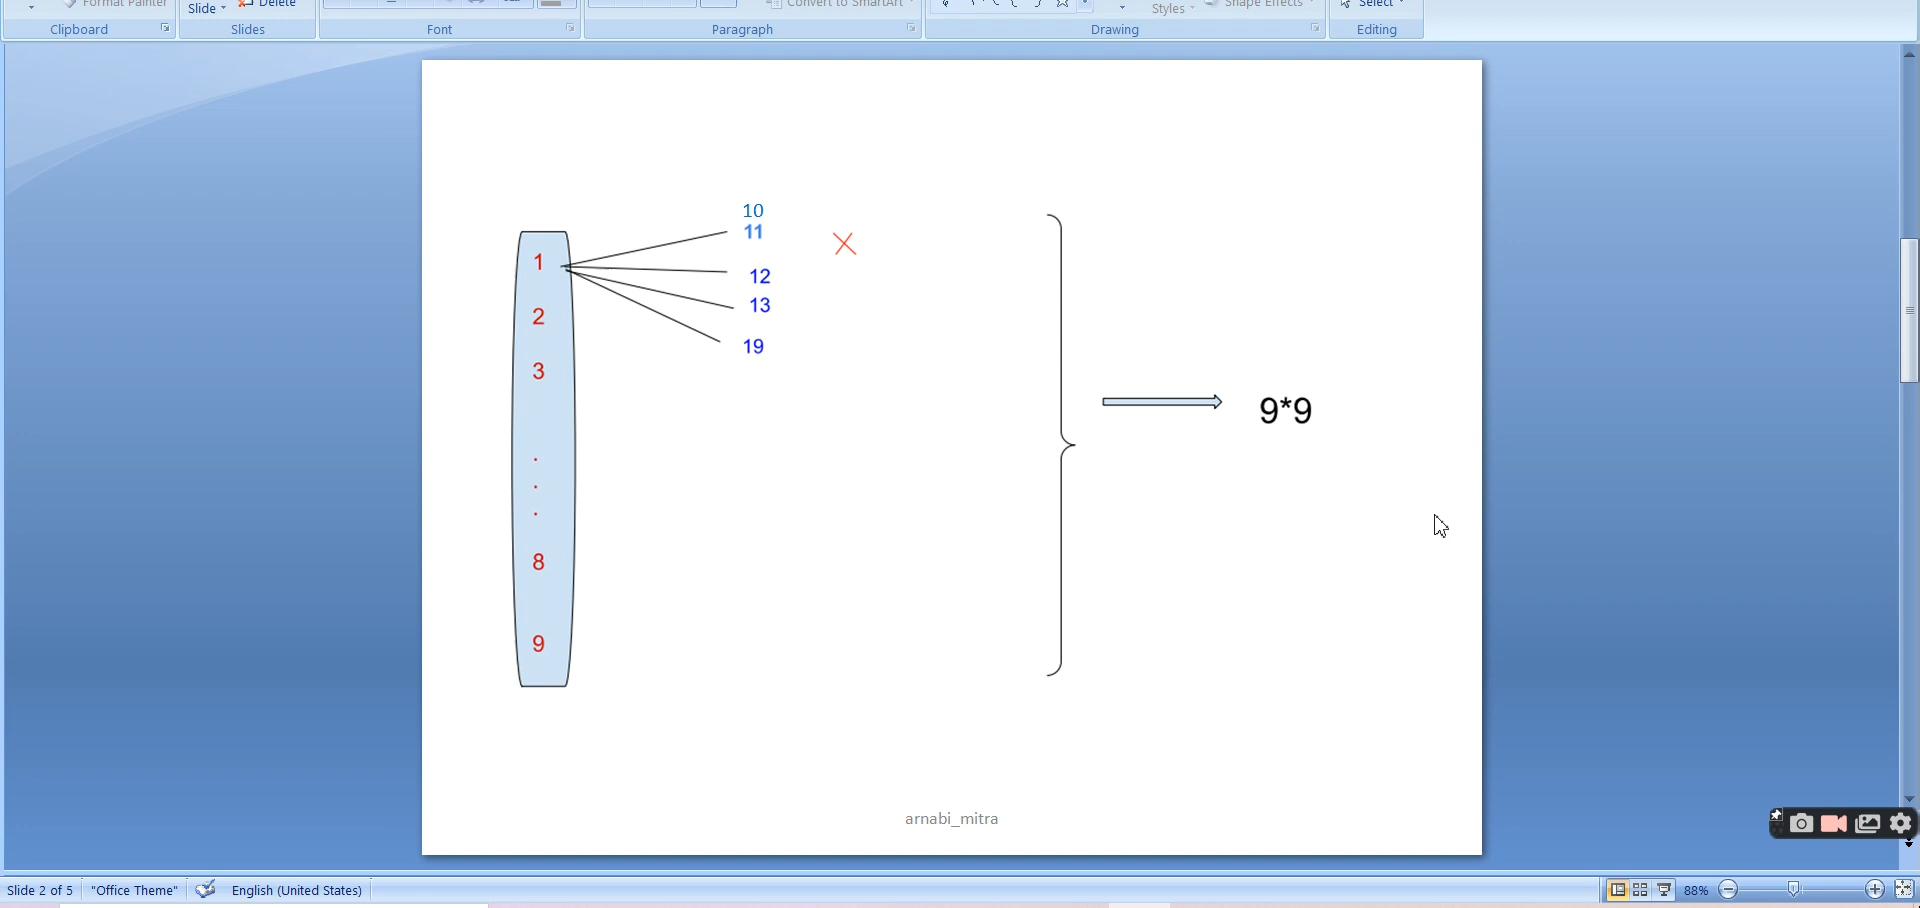 Format Painter
Slide
Delete
Convert to SmartArt
Styles
Shape Effects
Select
Clipboard
Slides
Font
Paragraph
Drawing
Editing
10
11
12
13
19
1
2
3
.
.
.
8
9
9*9
arnabi_mitra
Slide 2 of 5
"Office Theme"
English (United States)
88%